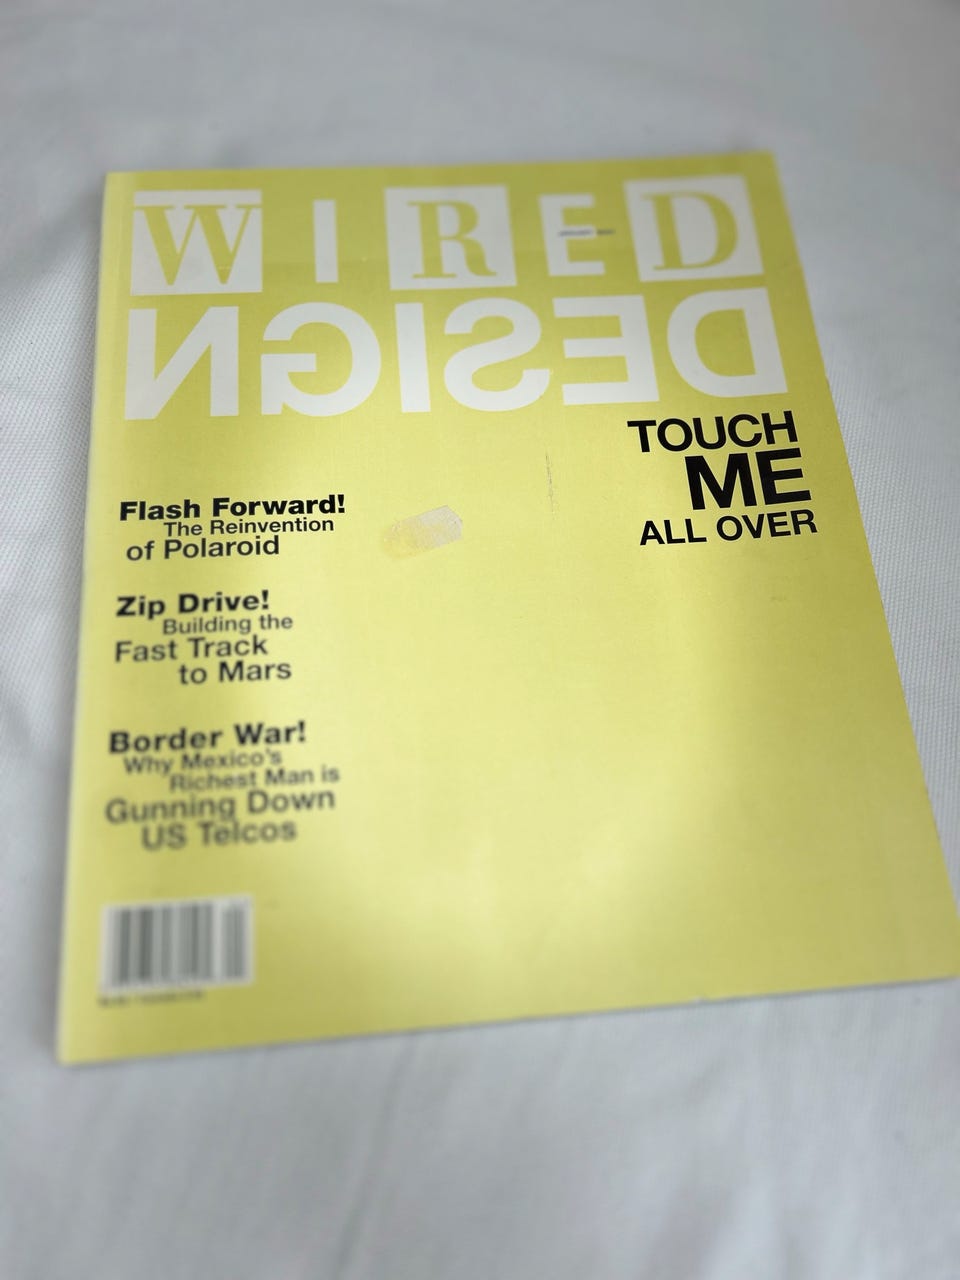 WIRED
DESIGN
TOUCH
ME
ALL OVER
Flash Forward!
The Reinvention
of Polaroid
Zip Drive!
Building the
Fast Track
to Mars
Border War!
Why Mexico's
Richest Man is
Gunning Down
US Telcos